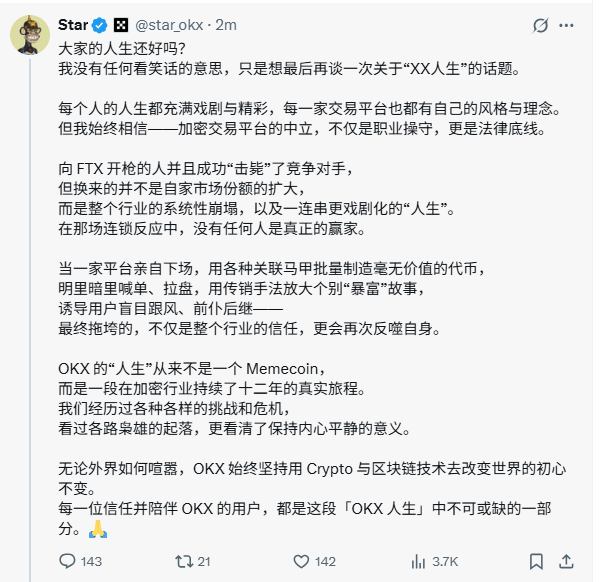 Star @star_okx · 2m
大家的人生还好吗?
我没有任何看笑话的意思，只是想最后再谈一次关于“XX人生”的话题。
每个人的人生都充满戏剧与精彩，每一家交易平台也都有自己的风格与理念。
但我始终相信——加密交易平台的中立，不仅是职业操守，更是法律底线。
向 FTX 开枪的人并且成功“击毙”了竞争对手，
但换来的并不是自家市场份额的扩大，
而是整个行业的系统性崩塌，以及一连串更戏剧化的“人生”。
在那场连锁反应中，没有任何人是真正的赢家。
当一家平台亲自下场，用各种关联马甲批量制造毫无价值的代币，
明里暗里喊单、拉盘，用传销手法放大个别“暴富”故事，
诱导用户盲目跟风、前仆后继——
最终拖垮的，不仅是整个行业的信任，更会再次反噬自身。
OKX 的“人生”从来不是一个 Memecoin，
而是一段在加密行业持续了十二年的真实旅程。
我们经历过各种各样的挑战和危机，
看过各路枭雄的起落，更看清了保持内心平静的意义。
无论外界如何喧嚣，OKX 始终坚持用 Crypto 与区块链技术去改变世界的初心
不变。
每一位信任并陪伴 OKX 的用户，都是这段「OKX 人生」中不可或缺的一部
分。🙏
143 21 142 3.7K